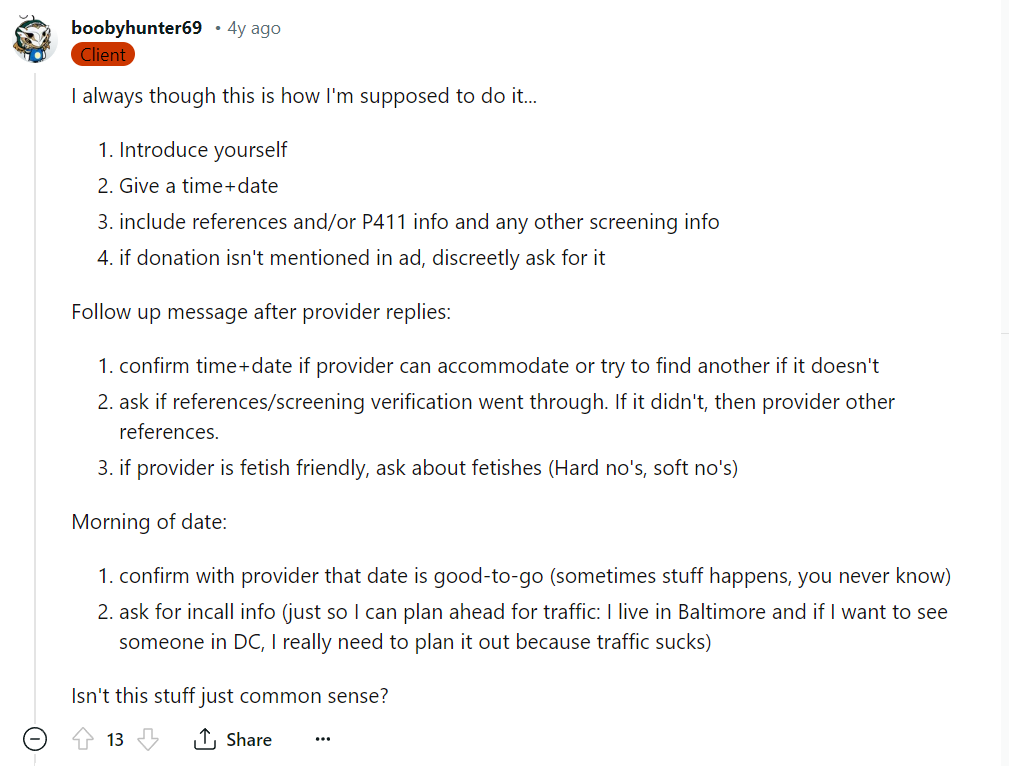 boobyhunter69 • 4y ago
Client
I always though this is how I'm supposed to do it...
1. Introduce yourself
2. Give a time+date
3. include references and/or P411 info and any other screening info
4. if donation isn't mentioned in ad, discreetly ask for it
Follow up message after provider replies:
1. confirm time+date if provider can accommodate or try to find another if it doesn't
2. ask if references/screening verification went through. If it didn't, then provider other
references.
3. if provider is fetish friendly, ask about fetishes (Hard no's, soft no's)
Morning of date:
1. confirm with provider that date is good-to-go (sometimes stuff happens, you never know)
2. ask for incall info (just so I can plan ahead for traffic: I live in Baltimore and if I want to see
someone in DC, I really need to plan it out because traffic sucks)
Isn't this stuff just common sense?
13 Share ...